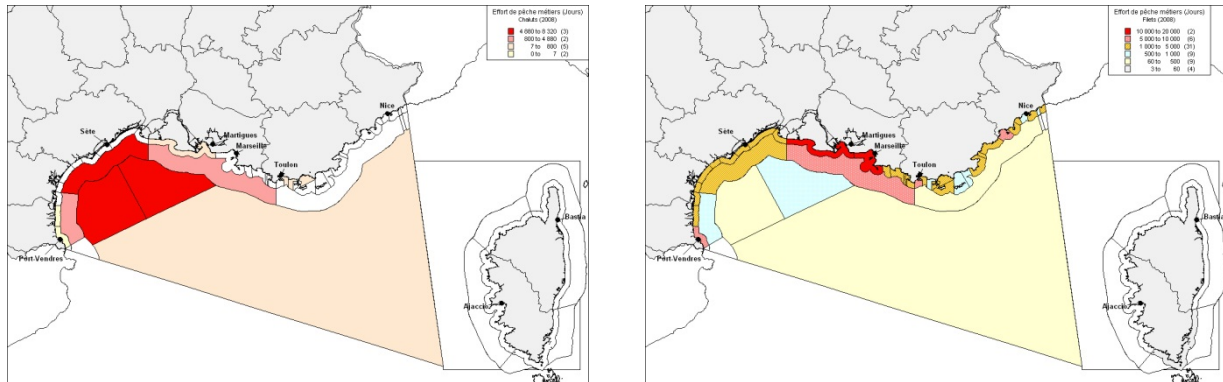 Effort de pêche métiers (Jours)
Chaluts (2008)
4 880 to 8 320 (3)
800 to 4 880 (2)
7 to 800 (5)
0 to 7 (2)
Nice
Martigues
Sète
Marseille
Toulon
Port-Vendres
Bastia
Ajaccio
Effort de pêche métiers (Jours)
Filets (2008)
10 000 to 20 000 (2)
5 000 to 10 000 (6)
1 000 to 5 000 (31)
500 to 1 000 (9)
60 to 500 (9)
3 to 60 (4)
Nice
Martigues
Sète
Marseille
Toulon
Port-Vendres
Bastia
Ajaccio